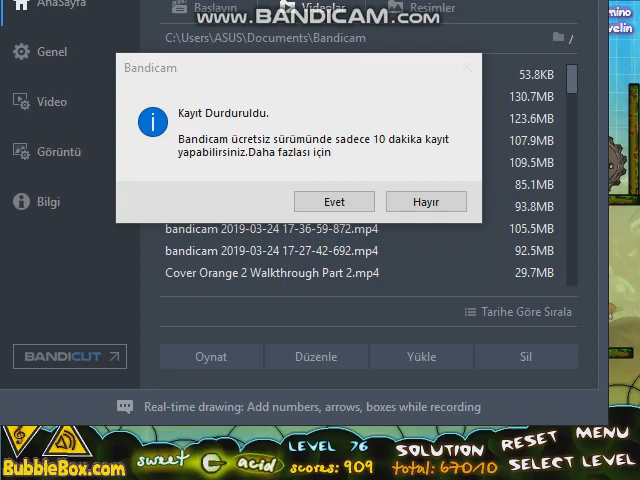 AnaSayfa
Başlayın
Videolar
Resimler
www.BANDICAM.com
mino
velin
C:\Users\ASUS\Documents\Bandicam
/
Genel
Video
Görüntü
Bilgi
Bandicam
Kayıt Durduruldu.
Bandicam ücretsiz sürümünde sadece 10 dakika kayıt
yapabilirsiniz.Daha fazlası için
Evet
Hayır
53.8KB
130.7MB
123.6MB
107.9MB
109.5MB
85.1MB
93.8MB
bandicam 2019-03-24 17-36-59-872.mp4 105.5MB
bandicam 2019-03-24 17-27-42-692.mp4 92.5MB
Cover Orange 2 Walkthrough Part 2.mp4 29.7MB
Tarihe Göre Sırala
BANDICUT
Oynat
Düzenle
Yükle
Sil
Real-time drawing: Add numbers, arrows, boxes while recording
BubbleBox.com
sweet
acid
LEVEL 76
scores: 909
SOLUTION
total: 67010
RESET
MENU
SELECT LEVEL